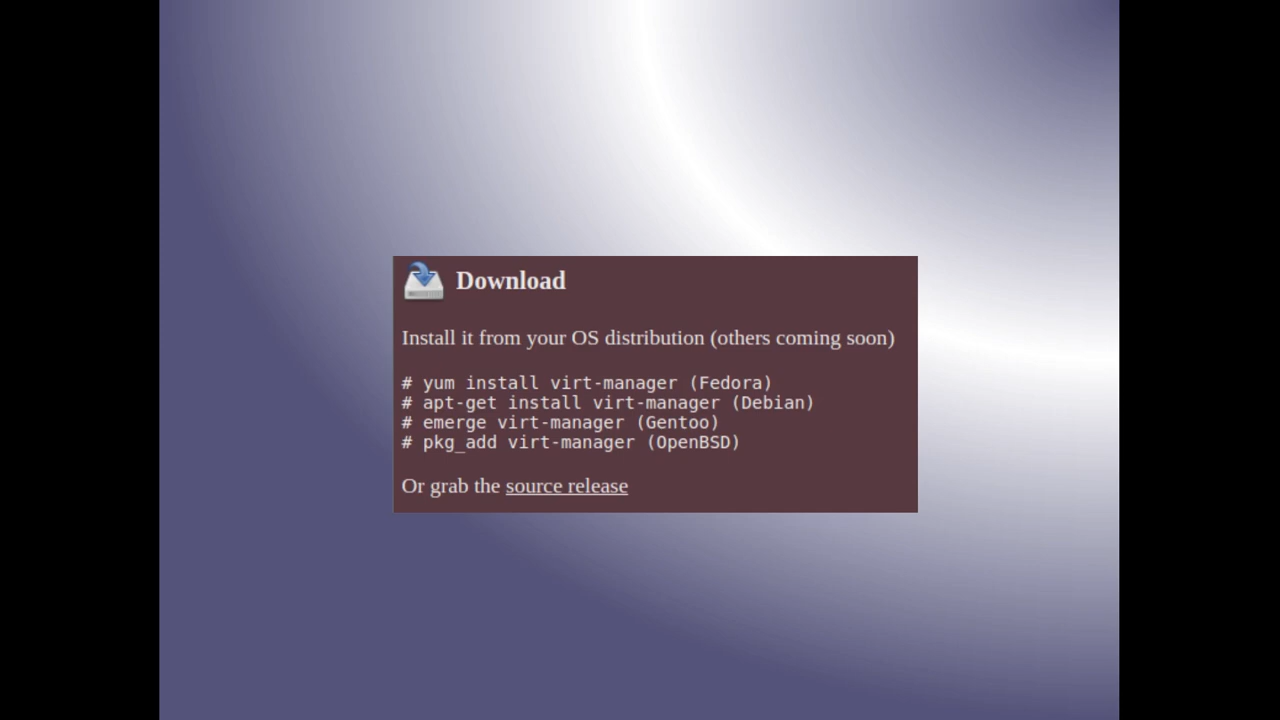 Download
Install it from your OS distribution (others coming soon)
# yum install virt-manager (Fedora)
# apt-get install virt-manager (Debian)
# emerge virt-manager (Gentoo)
# pkg_add virt-manager (OpenBSD)
Or grab the source release